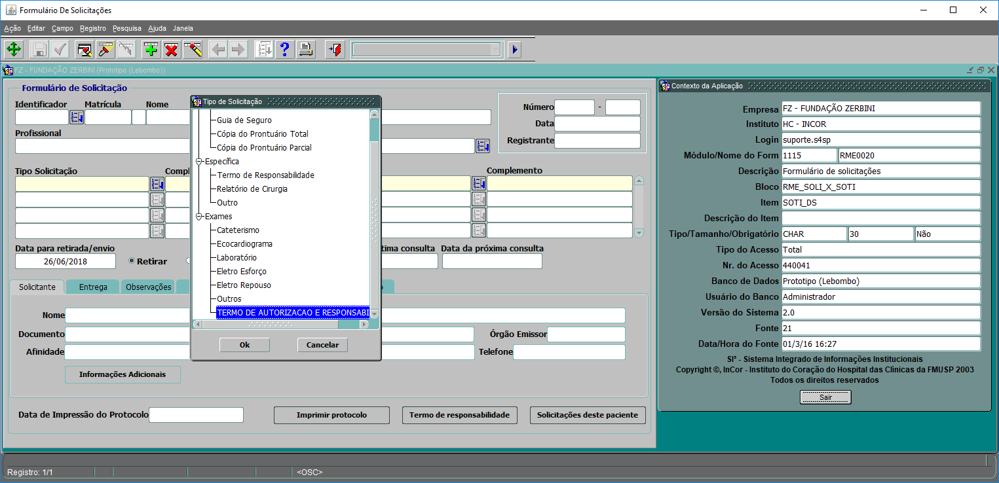 Formulário De Solicitações
Ação Editar Campo Registro Pesquisa Ajuda Janela
FZ - FUNDAÇÃO ZERBINI (Prototipo (Lebombo))
Formulário de Solicitação
Identificador Matrícula Nome
Profissional
Número -
Data
Registrante
Tipo Solicitação Compl Complemento
Data para retirada/envio tima consulta Data da próxima consulta
26/06/2018 Retirar
Solicitante Entrega Observações
Nome
Documento Órgão Emissor
Afinidade Telefone
Informações Adicionais
Data de Impressão do Protocolo Imprimir protocolo Termo de responsabilidade Solicitações deste paciente
Tipo de Solicitação
Guia de Seguro
Cópia do Prontuário Total
Cópia do Prontuário Parcial
Específica
Termo de Responsabilidade
Relatório de Cirurgia
Outro
Exames
Cateterismo
Ecocardiograma
Laboratório
Eletro Esforço
Eletro Repouso
Outros
TERMO DE AUTORIZACAO E RESPONSABI
Ok Cancelar
Contexto da Aplicação
Empresa FZ - FUNDAÇÃO ZERBINI
Instituto HC - INCOR
Login suporte.s4sp
Módulo/Nome do Form 1115 RME0020
Descrição Formulário de solicitações
Bloco RME_SOLI_X_SOTI
Item SOTI_DS
Descrição do Item
Tipo/Tamanho/Obrigatório CHAR 30 Não
Tipo do Acesso Total
Nr. do Acesso 440041
Banco de Dados Prototipo (Lebombo)
Usuário do Banco Administrador
Versão do Sistema 2.0
Fonte 21
Data/Hora do Fonte 01/3/16 16:27
SI³ - Sistema Integrado de Informações Institucionais
Copyright ©, InCor - Instituto do Coração do Hospital das Clínicas da FMUSP 2003
Todos os direitos reservados
Sair
Registro: 1/1 <OSC>